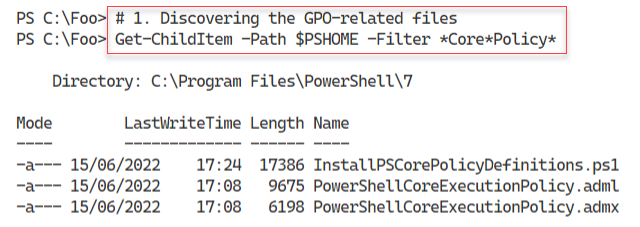 PS C:\Foo> # 1. Discovering the GPO-related files
PS C:\Foo> Get-ChildItem -Path $PSHOME -Filter *Core*Policy*
Directory: C:\Program Files\PowerShell\7
Mode LastWriteTime Length Name
---- ------------- ------ ----
-a--- 15/06/2022 17:24 17386 InstallPSCorePolicyDefinitions.ps1
-a--- 15/06/2022 17:08 9675 PowerShellCoreExecutionPolicy.adml
-a--- 15/06/2022 17:08 6198 PowerShellCoreExecutionPolicy.admx